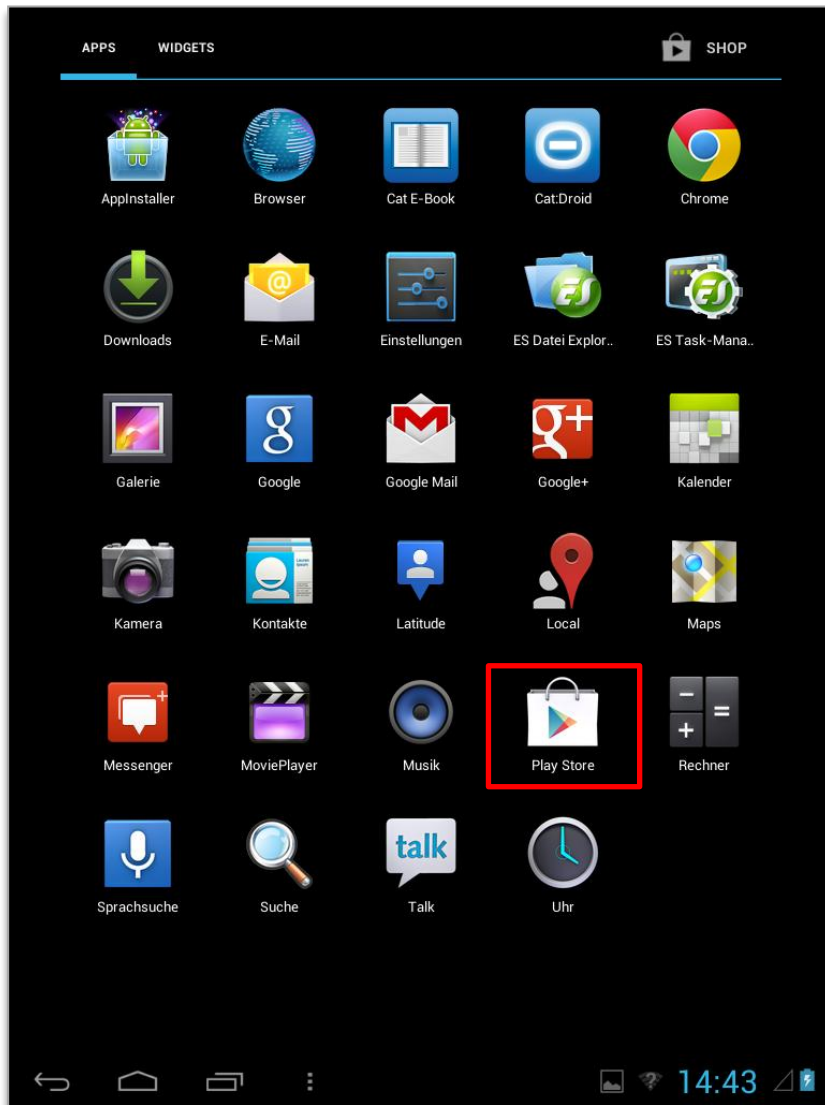 APPS WIDGETS SHOP
AppInstaller Browser Cat E-Book Cat:Droid Chrome
@
Downloads E-Mail Einstellungen ES Datei Explor.. ES Task-Mana..
g g+
Galerie Google Google Mail Google+ Kalender
Kamera Kontakte Latitude Local Maps
Messenger MoviePlayer Musik Play Store Rechner
talk
Sprachsuche Suche Talk Uhr
14:43